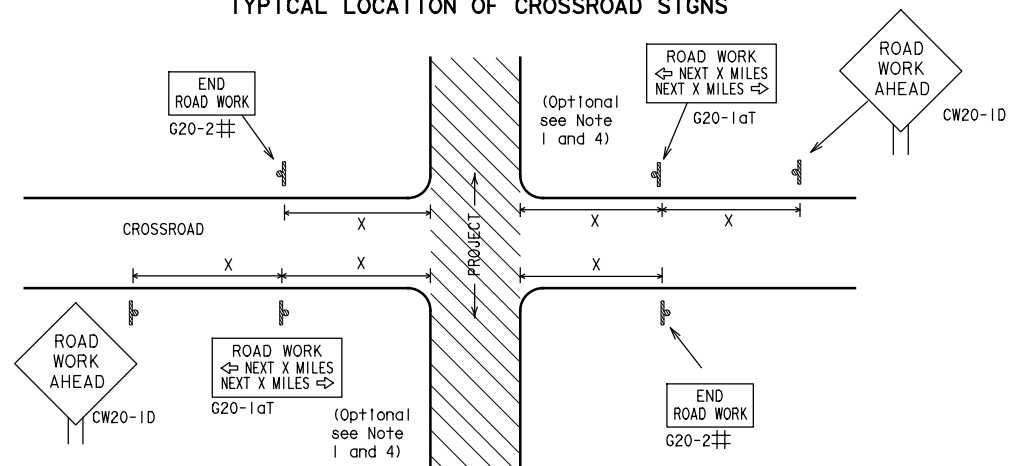 TYPICAL LOCATION OF CROSSROAD SIGNS
END
ROAD WORK
G20-2#
(Optional
see Note
1 and 4)
ROAD WORK
⇦ NEXT X MILES
NEXT X MILES ⇨
G20-1aT
ROAD
WORK
AHEAD
CW20-1D
X
X
X
CROSSROAD
PROJECT
X
X
X
ROAD
WORK
AHEAD
CW20-1D
ROAD WORK
⇦ NEXT X MILES
NEXT X MILES ⇨
G20-1aT
(Optional
see Note
1 and 4)
END
ROAD WORK
G20-2#